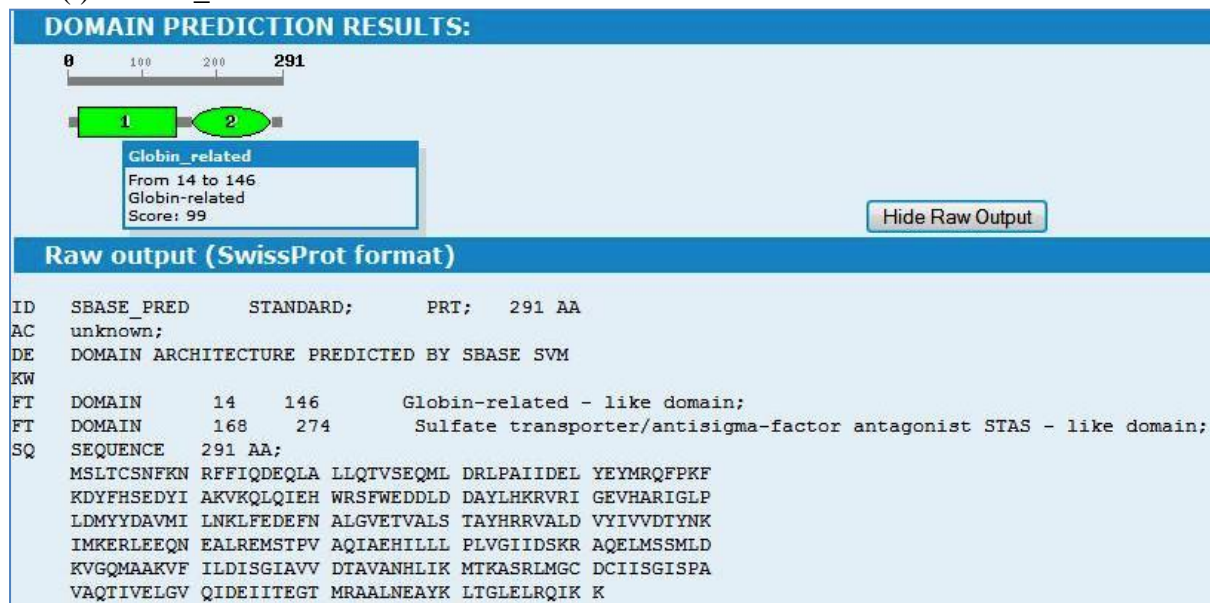 DOMAIN PREDICTION RESULTS:
0 100 200 291
1 2
Globin_related
From 14 to 146
Globin-related
Score: 99
Hide Raw Output
Raw output (SwissProt format)
ID SBASE_PRED STANDARD; PRT; 291 AA
AC unknown;
DE DOMAIN ARCHITECTURE PREDICTED BY SBASE SVM
KW
FT DOMAIN 14 146 Globin-related - like domain;
FT DOMAIN 168 274 Sulfate transporter/antisigma-factor antagonist STAS - like domain;
SQ SEQUENCE 291 AA;
MSLTCSNFKN RFFIQDEQLA LLQTVSEQML DRLPAIIDEL YEYMRQFPKF
KDYFHSEDYI AKVKQLQIEH WRSFWEDDLD DAYLHKRVRI GEVHARIGLP
LDMYYDAVMI LNKLFEDEFN ALGVETVALS TAYHRRVALD VYIVVDTYNK
IMKERLEEQN EALREMSTPV AQIAEHILLL PLVGIIDSKR AQELMSSMLD
KVGQMAAKVF ILDISGIAVV DTAVANHLIK MTKASRLMGC DCIISGISPA
VAQTIVELGV QIDEIITEGT MRAALNEAYK LTGLELRQIK K